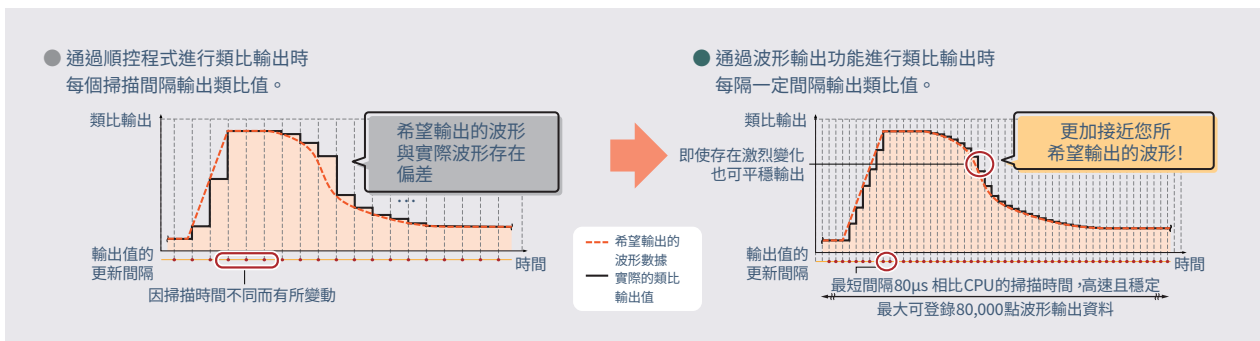 通過順控程式進行類比輸出時
每個掃描間隔輸出類比值。
類比輸出
希望輸出的波形
與實際波形存在
偏差
...
輸出值的
更新間隔
時間
因掃描時間不同而有所變動
希望輸出的
波形數據
實際的類比
輸出值
通過波形輸出功能進行類比輸出時
每隔一定間隔輸出類比值。
類比輸出
更加接近您所
希望輸出的波形!
即使存在激烈變化
也可平穩輸出
輸出值的
更新間隔
時間
最短間隔80μs 相比CPU的掃描時間,高速且穩定
最大可登錄80,000點波形輸出資料